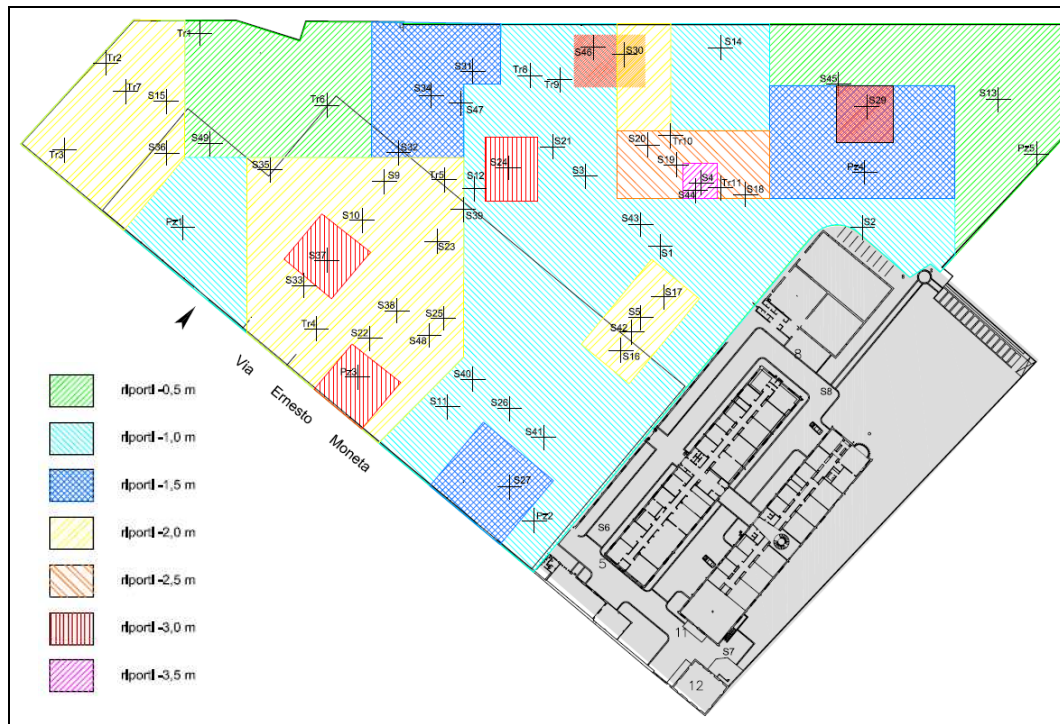 Tr1
Tr2
Tr7
S15
Tr3
S36
S49
Tr6
S35
S31
S34
S47
S32
Tr8
Tr9
S46
S30
S14
S45
S29
S13
Pz5
Pz4
S24
S21
S12
Tr5
S9
S39
S3
S20
Tr10
S19
S4
S44
Tr11
S18
S2
Pz1
S10
S23
S37
S33
S43
S1
S17
S5
S42
S16
Tr4
S38
S25
S48
S22
Pz3
S40
S11
S26
S41
S27
Pz2
Via
Ernesto
Moneta
8
S8
S6
5
11
S7
12
riporti -0,5 m
riporti -1,0 m
riporti -1,5 m
riporti -2,0 m
riporti -2,5 m
riporti -3,0 m
riporti -3,5 m